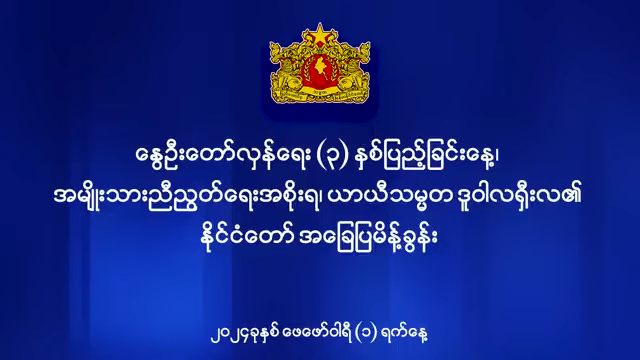 နွေဦးတော်လှန်ရေး (၃) နှစ်ပြည့်ခြင်းနေ့၊
အမျိုးသားညီညွတ်ရေးအစိုးရ၊ ယာယီသမ္မတ ဒူဝါလရှီးလ၏
နိုင်ငံတော် အခြေပြမိန့်ခွန်း
၂၀၂၄ခုနှစ် ဖေဖော်ဝါရီ (၁) ရက်နေ့